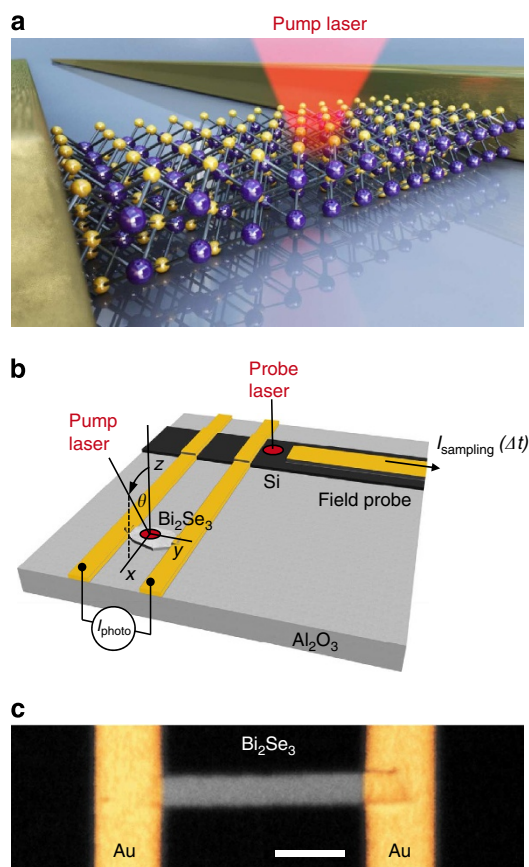 a
Pump laser
b
Probe
laser
Pump
laser
z
θ
I_sampling (Δt)
Si
Field probe
Bi₂Se₃
y
x
I_photo
Al₂O₃
c
Bi₂Se₃
Au
Au